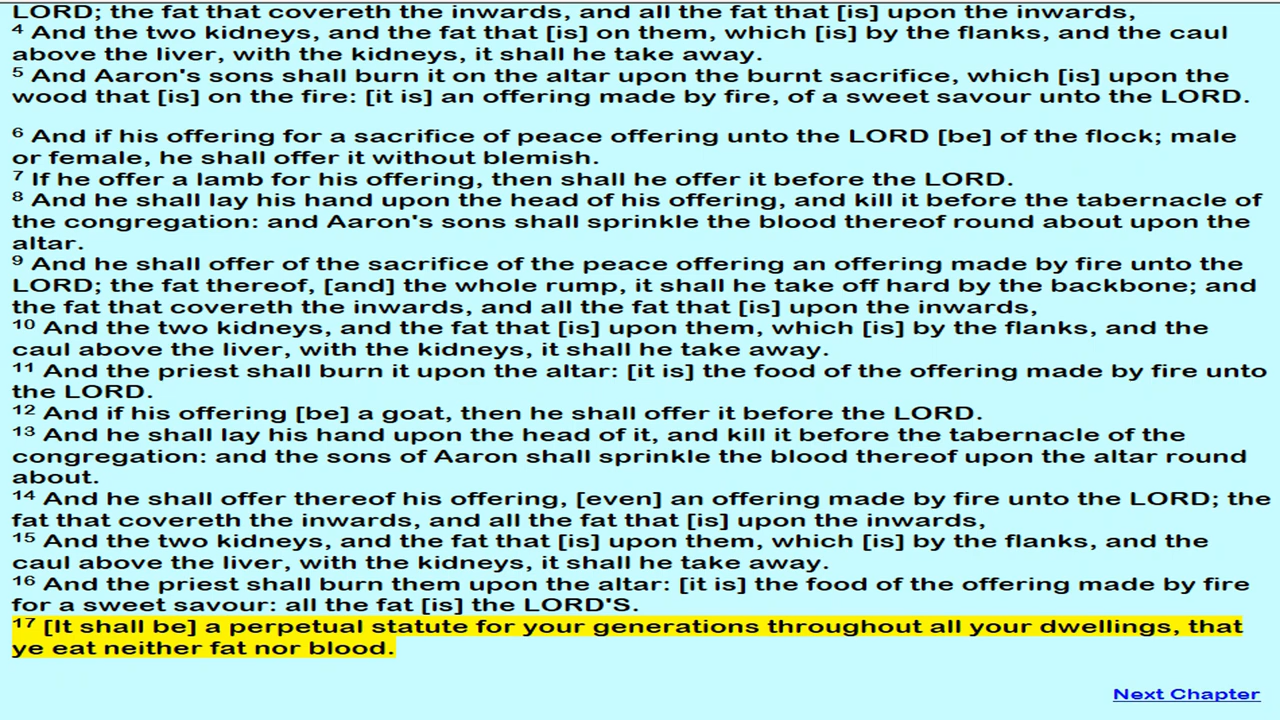 LORD; the fat that covereth the inwards, and all the fat that [is] upon the inwards,
4 And the two kidneys, and the fat that [is] on them, which [is] by the flanks, and the caul
above the liver, with the kidneys, it shall he take away.
5 And Aaron's sons shall burn it on the altar upon the burnt sacrifice, which [is] upon the
wood that [is] on the fire: [it is] an offering made by fire, of a sweet savour unto the LORD.
6 And if his offering for a sacrifice of peace offering unto the LORD [be] of the flock; male
or female, he shall offer it without blemish.
7 If he offer a lamb for his offering, then shall he offer it before the LORD.
8 And he shall lay his hand upon the head of his offering, and kill it before the tabernacle of
the congregation: and Aaron's sons shall sprinkle the blood thereof round about upon the
altar.
9 And he shall offer of the sacrifice of the peace offering an offering made by fire unto the
LORD; the fat thereof, [and] the whole rump, it shall he take off hard by the backbone; and
the fat that covereth the inwards, and all the fat that [is] upon the inwards,
10 And the two kidneys, and the fat that [is] upon them, which [is] by the flanks, and the
caul above the liver, with the kidneys, it shall he take away.
11 And the priest shall burn it upon the altar: [it is] the food of the offering made by fire unto
the LORD.
12 And if his offering [be] a goat, then he shall offer it before the LORD.
13 And he shall lay his hand upon the head of it, and kill it before the tabernacle of the
congregation: and the sons of Aaron shall sprinkle the blood thereof upon the altar round
about.
14 And he shall offer thereof his offering, [even] an offering made by fire unto the LORD; the
fat that covereth the inwards, and all the fat that [is] upon the inwards,
15 And the two kidneys, and the fat that [is] upon them, which [is] by the flanks, and the
caul above the liver, with the kidneys, it shall he take away.
16 And the priest shall burn them upon the altar: [it is] the food of the offering made by fire
for a sweet savour: all the fat [is] the LORD'S.
17 [It shall be] a perpetual statute for your generations throughout all your dwellings, that
ye eat neither fat nor blood.
Next Chapter